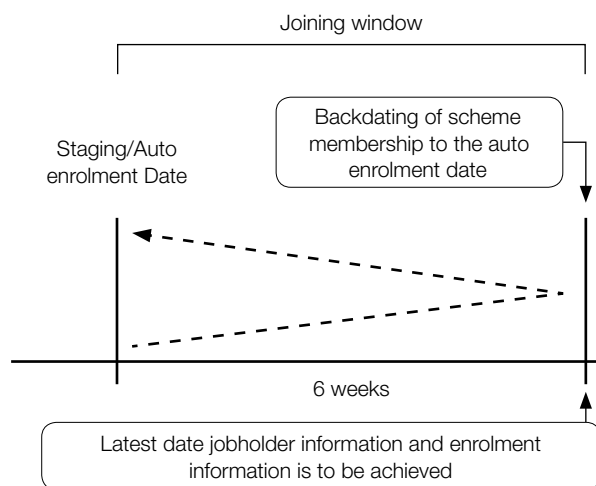 Joining window
Backdating of scheme
membership to the auto
enrolment date
Staging/Auto
enrolment Date
6 weeks
Latest date jobholder information and enrolment
information is to be achieved